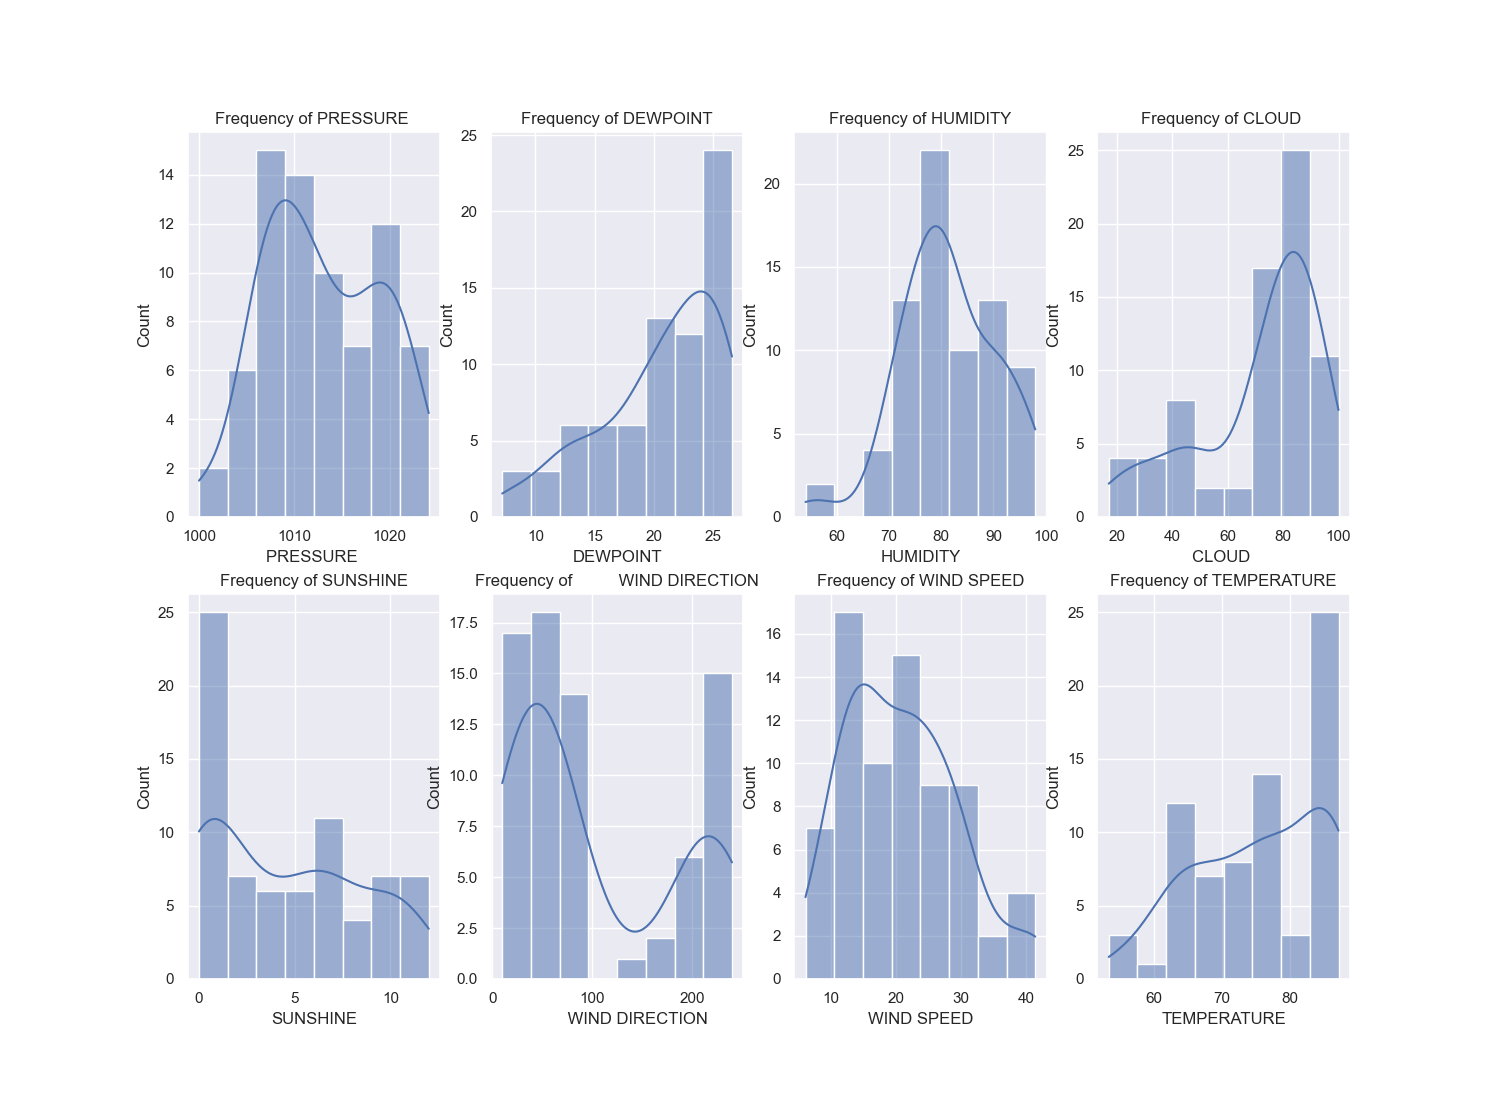 Frequency of PRESSURE
14
12
10
8
6
4
2
0
Count
1000 1010 1020
PRESSURE
Frequency of DEWPOINT
25
20
15
10
5
0
Count
10 15 20 25
DEWPOINT
Frequency of HUMIDITY
20
15
10
5
0
Count
60 70 80 90 100
HUMIDITY
Frequency of CLOUD
25
20
15
10
5
0
Count
20 40 60 80 100
CLOUD
Frequency of SUNSHINE
25
20
15
10
5
0
Count
0 5 10
SUNSHINE
Frequency of WIND DIRECTION
17.5
15.0
12.5
10.0
7.5
5.0
2.5
0.0
Count
0 100 200
WIND DIRECTION
Frequency of WIND SPEED
16
14
12
10
8
6
4
2
0
Count
10 20 30 40
WIND SPEED
Frequency of TEMPERATURE
25
20
15
10
5
0
Count
60 70 80
TEMPERATURE